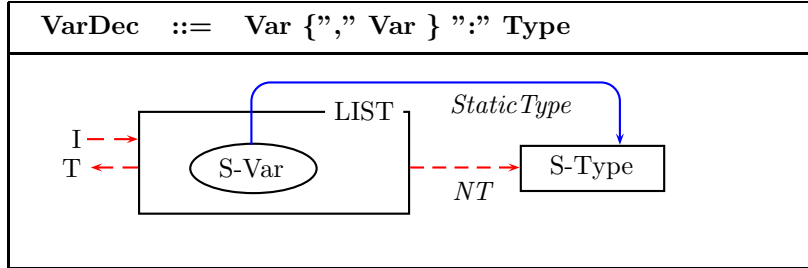 VarDec ::= Var {”,” Var } ”:” Type
StaticType
LIST
I
T
S-Var
S-Type
NT